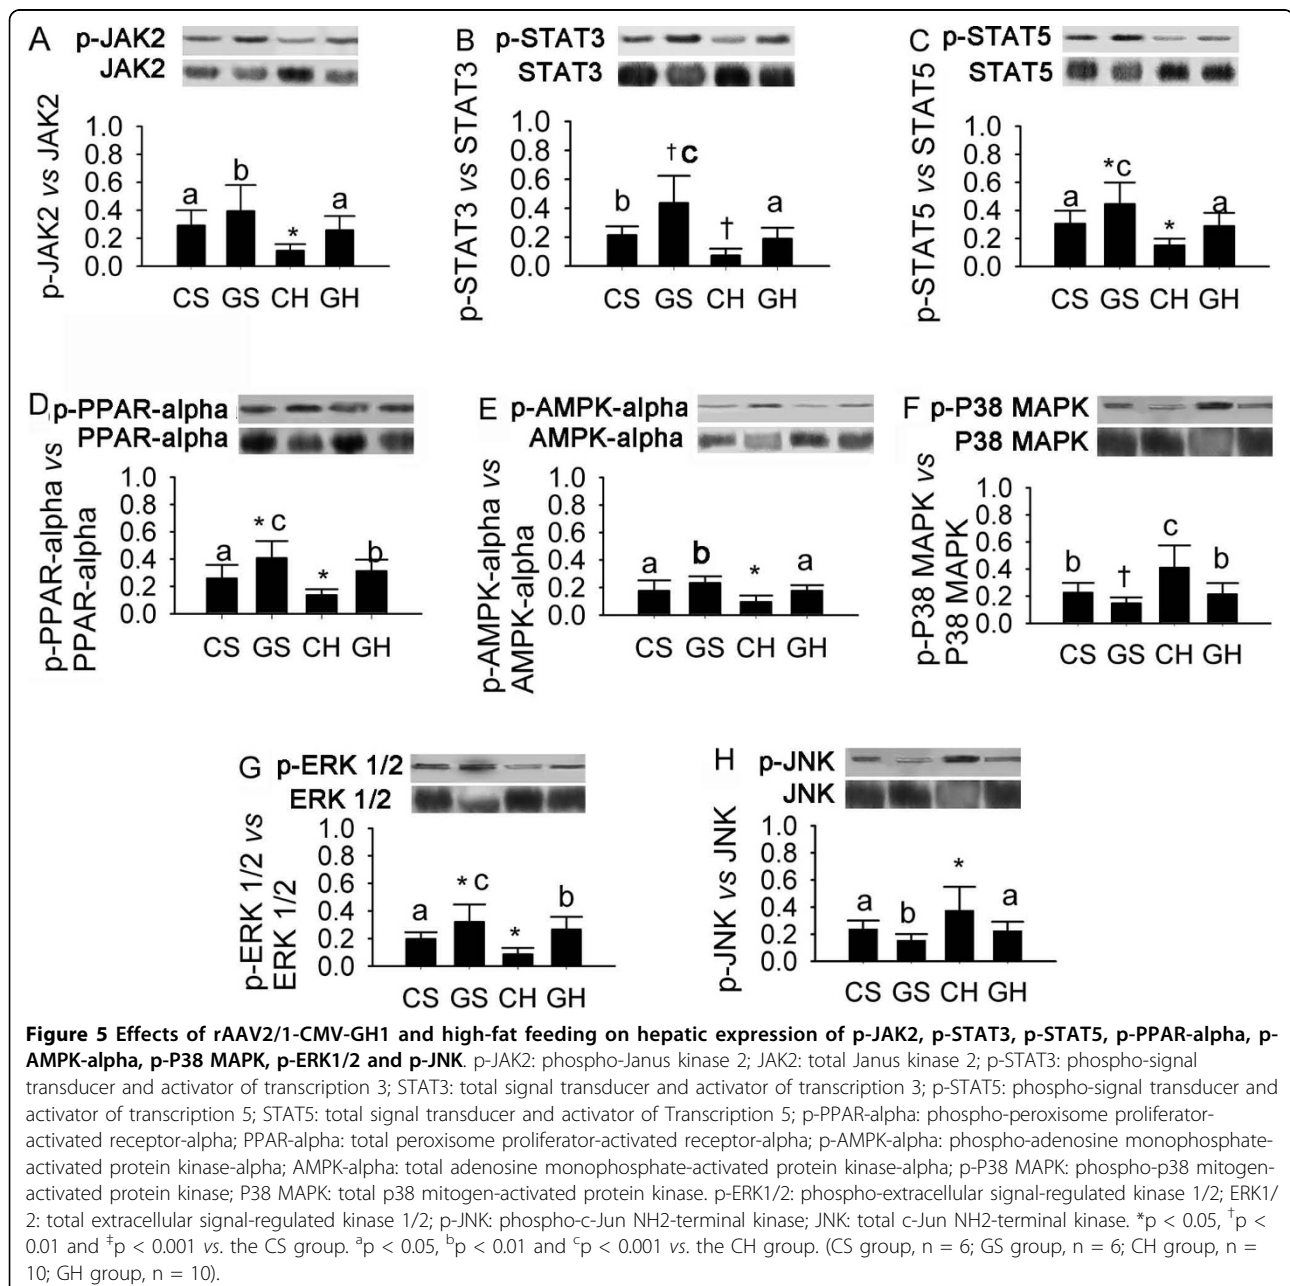 A p-JAK2
JAK2
p-JAK2 vs JAK2
1.0
0.8
0.6
0.4
0.2
0.0
a b * a
CS GS CH GH
B p-STAT3
STAT3
p-STAT3 vs STAT3
1.0
0.8
0.6
0.4
0.2
0.0
b †c † a
CS GS CH GH
C p-STAT5
STAT5
p-STAT5 vs STAT5
1.0
0.8
0.6
0.4
0.2
0.0
a *c * a
CS GS CH GH
D p-PPAR-alpha
PPAR-alpha
p-PPAR-alpha vs
PPAR-alpha
1.0
0.8
0.6
0.4
0.2
0.0
a * c * b
CS GS CH GH
E p-AMPK-alpha
AMPK-alpha
p-AMPK-alpha vs
AMPK-alpha
1.0
0.8
0.6
0.4
0.2
0.0
a b * a
CS GS CH GH
F p-P38 MAPK
P38 MAPK
p-P38 MAPK vs
P38 MAPK
1.0
0.8
0.6
0.4
0.2
0.0
b † c b
CS GS CH GH
G p-ERK 1/2
ERK 1/2
p-ERK 1/2 vs
ERK 1/2
1.0
0.8
0.6
0.4
0.2
0.0
a * c * b
CS GS CH GH
H p-JNK
JNK
p-JNK vs JNK
1.0
0.8
0.6
0.4
0.2
0.0
a b * a
CS GS CH GH
Figure 5 Effects of rAAV2/1-CMV-GH1 and high-fat feeding on hepatic expression of p-JAK2, p-STAT3, p-STAT5, p-PPAR-alpha, p-
AMPK-alpha, p-P38 MAPK, p-ERK1/2 and p-JNK. p-JAK2: phospho-Janus kinase 2; JAK2: total Janus kinase 2; p-STAT3: phospho-signal
transducer and activator of transcription 3; STAT3: total signal transducer and activator of transcription 3; p-STAT5: phospho-signal transducer and
activator of transcription 5; STAT5: total signal transducer and activator of Transcription 5; p-PPAR-alpha: phospho-peroxisome proliferator-
activated receptor-alpha; PPAR-alpha: total peroxisome proliferator-activated receptor-alpha; p-AMPK-alpha: phospho-adenosine monophosphate-
activated protein kinase-alpha; AMPK-alpha: total adenosine monophosphate-activated protein kinase-alpha; p-P38 MAPK: phospho-p38 mitogen-
activated protein kinase; P38 MAPK: total p38 mitogen-activated protein kinase. p-ERK1/2: phospho-extracellular signal-regulated kinase 1/2; ERK1/
2: total extracellular signal-regulated kinase 1/2; p-JNK: phospho-c-Jun NH2-terminal kinase; JNK: total c-Jun NH2-terminal kinase. *p < 0.05, †p <
0.01 and ‡p < 0.001 vs. the CS group. ᵃp < 0.05, ᵇp < 0.01 and ᶜp < 0.001 vs. the CH group. (CS group, n = 6; GS group, n = 6; CH group, n =
10; GH group, n = 10).